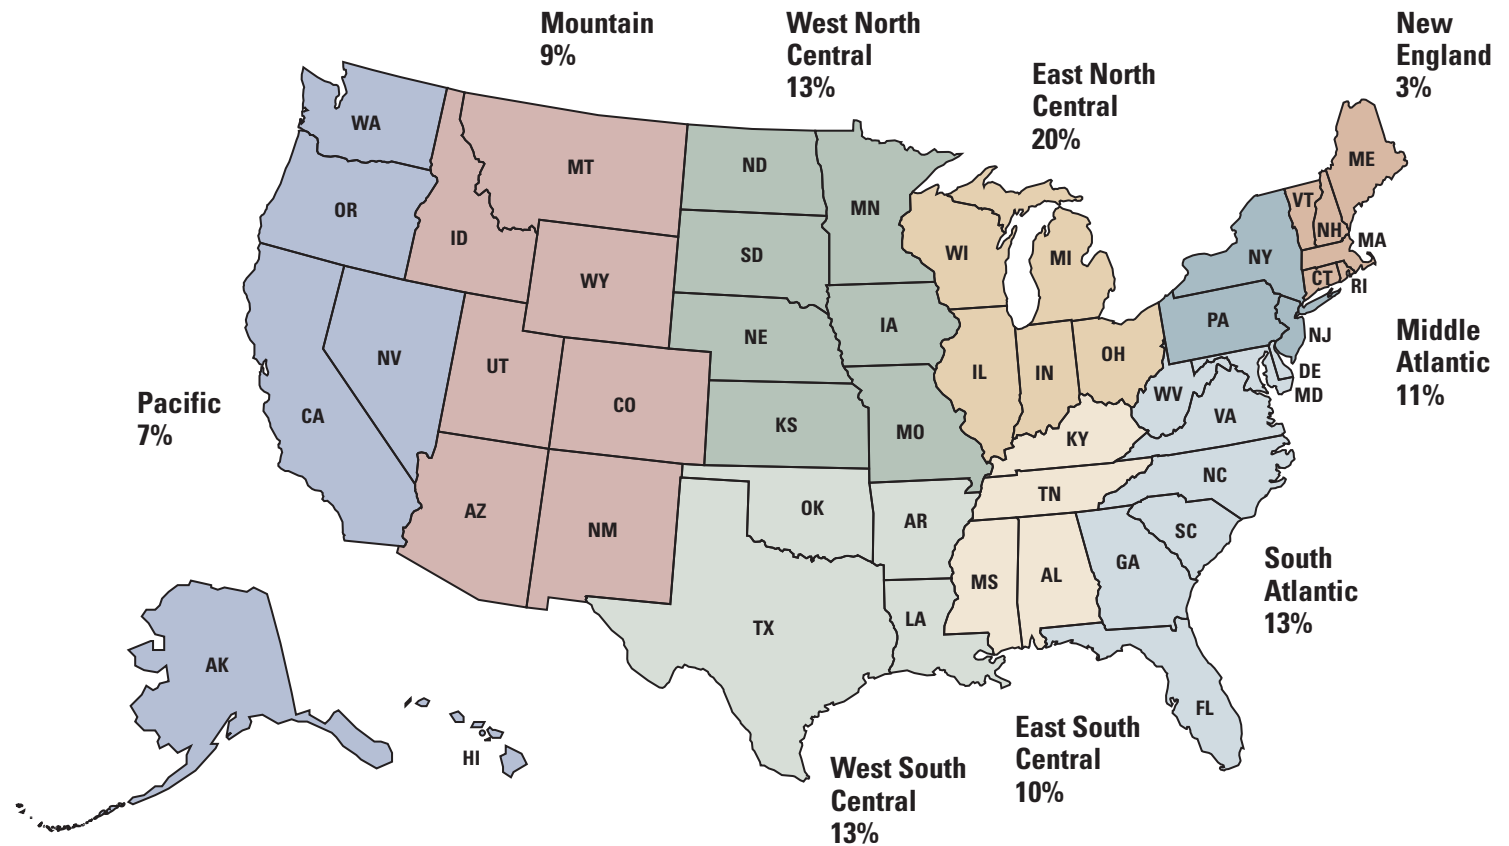 Mountain
9%
West North
Central
13%
East North
Central
20%
New
England
3%
WA
OR
ID
MT
WY
ND
SD
MN
WI
MI
NE
IA
NV
UT
CO
CA
KS
MO
IL
IN
OH
KY
TN
WV
VA
NC
SC
PA
NY
VT
NH
ME
MA
CT
RI
NJ
DE
MD
Pacific
7%
Middle
Atlantic
11%
AZ
NM
OK
AR
TX
LA
MS
AL
GA
FL
South
Atlantic
13%
AK
HI
West South
Central
13%
East South
Central
10%